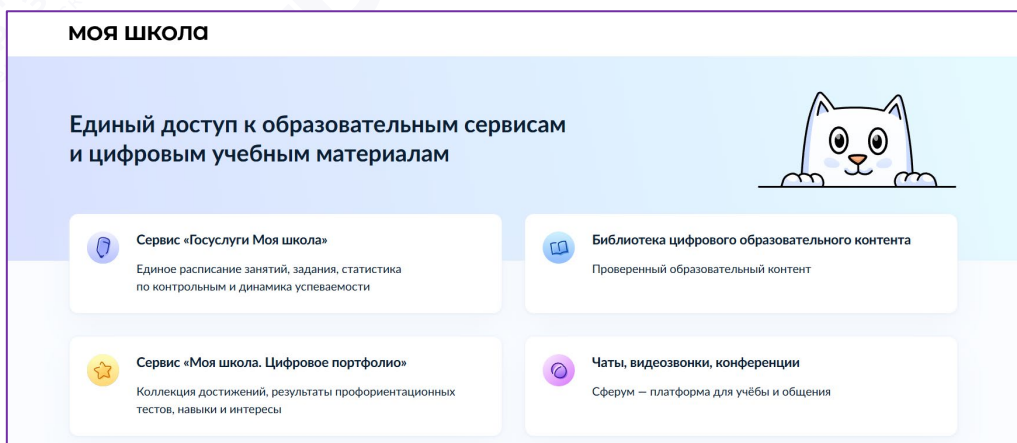 моя школа
Единый доступ к образовательным сервисам
и цифровым учебным материалам
Сервис «Госуслуги Моя школа»
Единое расписание занятий, задания, статистика
по контрольным и динамика успеваемости
Библиотека цифрового образовательного контента
Проверенный образовательный контент
Сервис «Моя школа. Цифровое портфолио»
Коллекция достижений, результаты профориентационных
тестов, навыки и интересы
Чаты, видеозвонки, конференции
Сферум — платформа для учёбы и общения